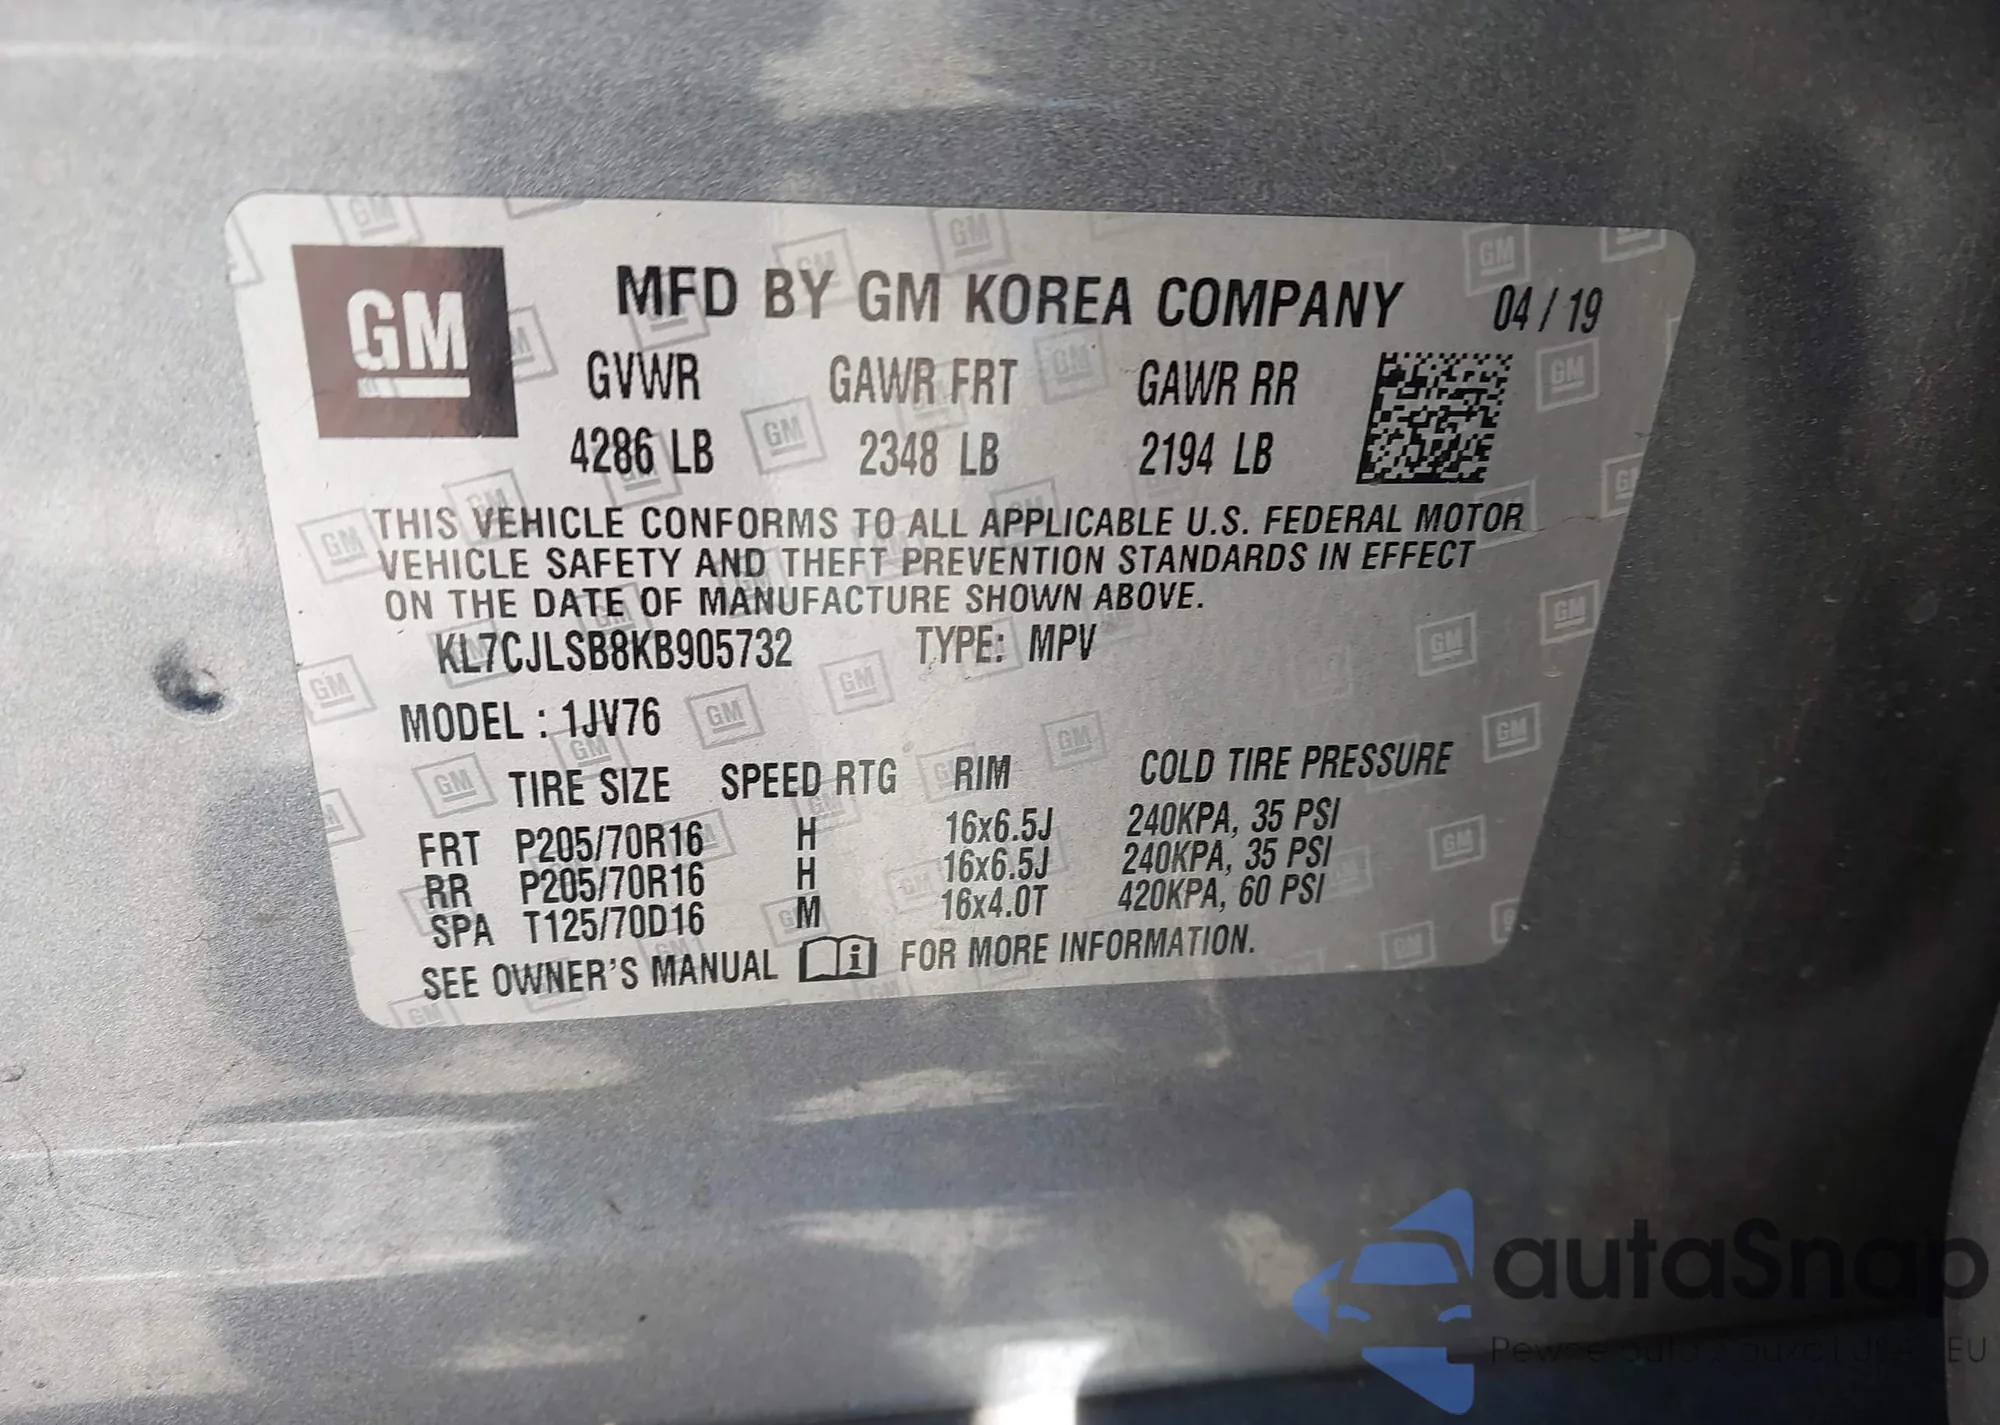 GM
MFD BY GM KOREA COMPANY 04 / 19
GVWR GAWR FRT GAWR RR
4286 LB 2348 LB 2194 LB
THIS VEHICLE CONFORMS TO ALL APPLICABLE U.S. FEDERAL MOTOR
VEHICLE SAFETY AND THEFT PREVENTION STANDARDS IN EFFECT
ON THE DATE OF MANUFACTURE SHOWN ABOVE.
KL7CJLSB8KB905732 TYPE: MPV
MODEL : 1JV76
TIRE SIZE SPEED RTG RIM COLD TIRE PRESSURE
FRT P205/70R16 H 16x6.5J 240KPA, 35 PSI
RR P205/70R16 H 16x6.5J 240KPA, 35 PSI
SPA T125/70D16 M 16x4.0T 420KPA, 60 PSI
SEE OWNER'S MANUAL FOR MORE INFORMATION.
autaSnap
EU